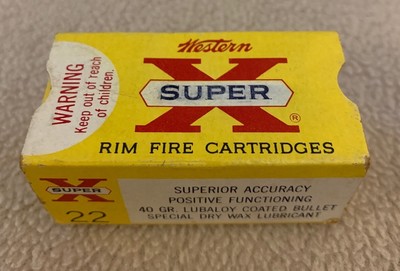 Western
WARNING
Keep out of reach
of children.
X
SUPER
®
RIM FIRE CARTRIDGES
X
SUPER
22
SUPERIOR ACCURACY
POSITIVE FUNCTIONING
40 GR. LUBALOY COATED BULLET
SPECIAL DRY WAX LUBRICANT